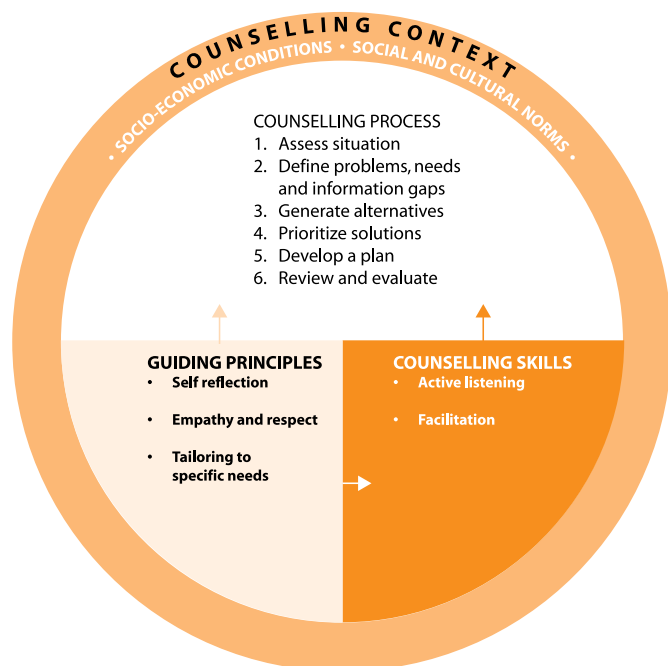 COUNSELLING CONTEXT
• SOCIO-ECONOMIC CONDITIONS • SOCIAL AND CULTURAL NORMS •
COUNSELLING PROCESS
1. Assess situation
2. Define problems, needs
and information gaps
3. Generate alternatives
4. Prioritize solutions
5. Develop a plan
6. Review and evaluate
GUIDING PRINCIPLES
• Self reflection
• Empathy and respect
• Tailoring to
specific needs
COUNSELLING SKILLS
• Active listening
• Facilitation